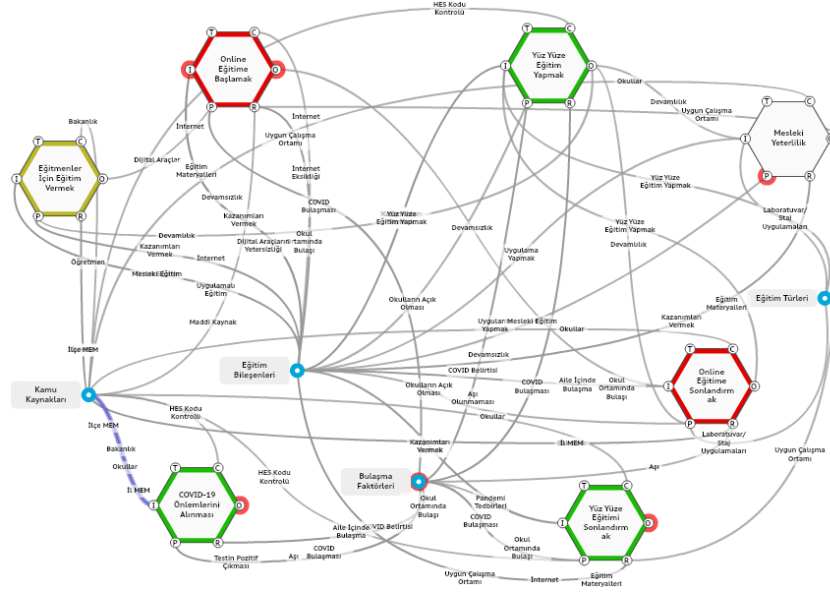 HES Kodu
Kontrolü
T
C
Online
Eğitime
Başlamak
I
O
P
R
T
C
Yüz Yüze
Eğitim
Yapmak
I
O
P
R
Okullar
Devamlılık
Uygun Çalışma
Ortamı
T
C
Mesleki
Yeterlilik
I
P
R
Bakanlık
T
C
Eğitmenler
İçin Eğitim
Vermek
I
O
P
R
İnternet
Dijital Araçlar
Eğitim
Materyalleri
Uygun Çalışma
Ortamı
İnternet
Eksikliği
Devamsızlık
COVID
Bulaşması
Yüz Yüze
Eğitim Yapmak
Yüz Yüze
Eğitim Yapmak
Kazanımları
Vermek
Laboratuvar/
Staj
Uygulamaları
Devamsızlık
Yüz Yüze
Eğitim Yapmak
Devamlılık
Devamlılık
Kazanımları
Vermek
Dijital Araçların
Yetersizliği
Okul
Ortamında
Bulaşı
Uygulama
Yapmak
İnternet
Öğretmen
Mesleki Eğitim
Uygulamalı
Eğitim
Eğitim Türleri
Okulların Açık
Olması
Eğitim
Materyalleri
Maddi Kaynak
Mesleki Eğitim
Yapmak
Okullar
Kazanımları
Vermek
İlçe MEM
Devamsızlık
T
C
Online
Eğitime
Sonlandırm
ak
I
O
P
R
Eğitim
Bileşenleri
COVID Belirtisi
Okulların Açık
Olması
COVID
Bulaşması
Aile İçinde
Bulaşma
Okul
Ortamında
Bulaşı
Kamu
Kaynakları
Aşı
Olunmaması
HES Kodu
Kontrolü
İlçe MEM
Okullar
Bakanlık
Kazanımları
Vermek
İl MEM
Laboratuvar/
Staj
Uygulamaları
Uygun Çalışma
Ortamı
Okullar
Aşı
HES Kodu
Kontrolü
Bulaşma
Faktörleri
İl MEM
T
C
COVID-19
Önlemlerini
Alınması
I
O
P
R
Okul
Ortamında
Bulaşı
Pandemi
Tedbirleri
COVID
Bulaşması
T
C
Yüz Yüze
Eğitimi
Sonlandırm
ak
I
O
P
R
Aile İçinde
Bulaşma
COVID Belirtisi
Okul
Ortamında
Bulaşı
Testin Pozitif
Çıkması
Aşı
COVID
Bulaşması
Uygun Çalışma
Ortamı
İnternet
Eğitim
Materyalleri